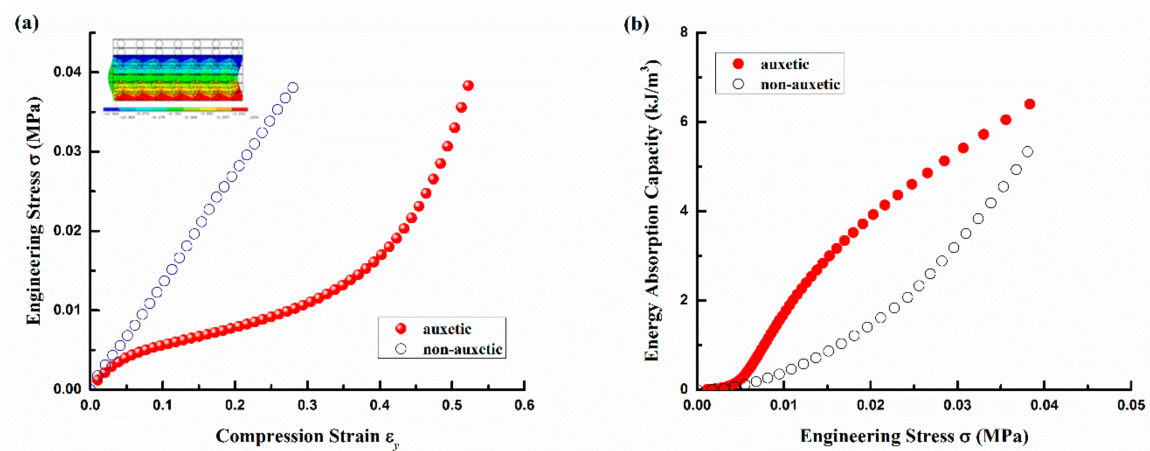 (a)
Engineering Stress σ (MPa)
0.04
0.03
0.02
0.01
0.00
auxetic
non-auxetic
0.0 0.1 0.2 0.3 0.4 0.5 0.6
Compression Strain εy
(b)
Energy Absorption Capacity (kJ/m³)
8
6
4
2
0
auxetic
non-auxetic
0.00 0.01 0.02 0.03 0.04 0.05
Engineering Stress σ (MPa)